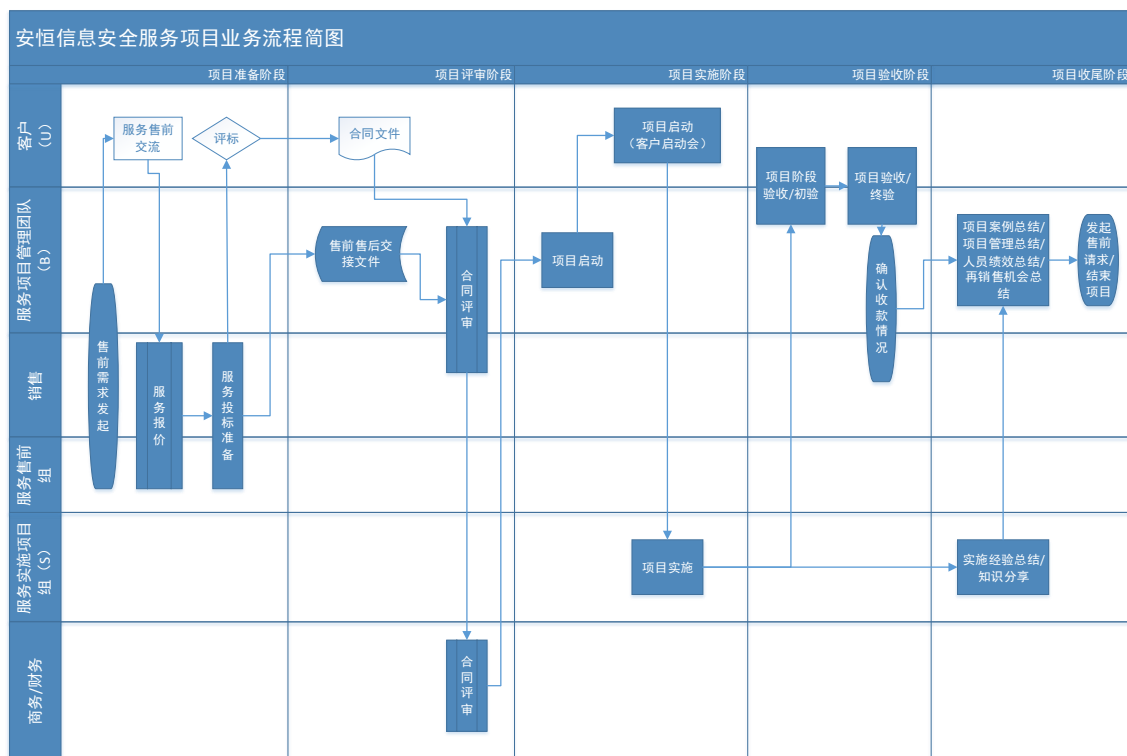 安恒信息安全服务项目业务流程简图
项目准备阶段
项目评审阶段
项目实施阶段
项目验收阶段
项目收尾阶段
客户
（U）
服务售前
交流
评标
合同文件
项目启动
（客户启动会）
项目阶段
验收/初验
项目验收/
终验
服务项目管理团队
（B）
售前售后交
接文件
合同评审
项目启动
确认收款情况
项目案例总结/
项目管理总结/
人员绩效总结/
再销售机会总
结
发起
售前
请求/
结束
项目
销售
售前需求发起
服务报价
服务投标准备
服务售前
组
服务实施项目
组（S）
项目实施
实施经验总结/
知识分享
商务/财务
合同评审